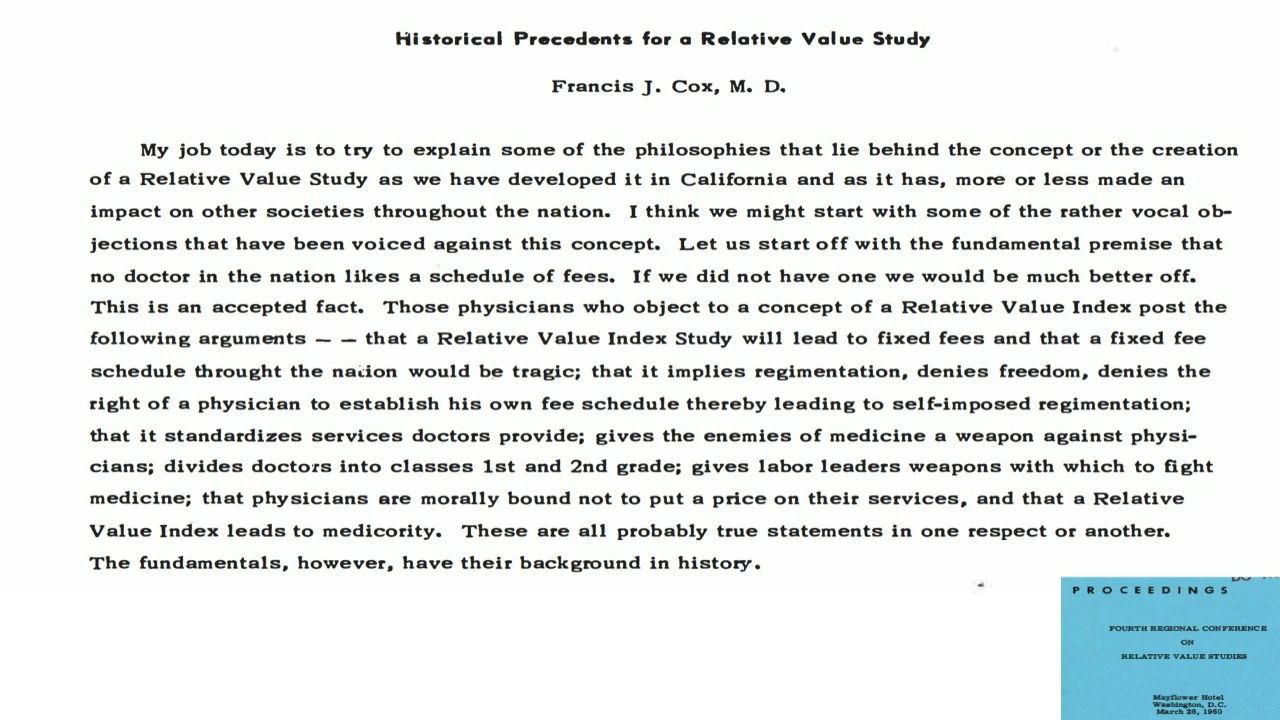 Historical Precedents for a Relative Value Study
Francis J. Cox, M. D.
My job today is to try to explain some of the philosophies that lie behind the concept or the creation
of a Relative Value Study as we have developed it in California and as it has, more or less made an
impact on other societies throughout the nation. I think we might start with some of the rather vocal ob-
jections that have been voiced against this concept. Let us start off with the fundamental premise that
no doctor in the nation likes a schedule of fees. If we did not have one we would be much better off.
This is an accepted fact. Those physicians who object to a concept of a Relative Value Index post the
following arguments — — that a Relative Value Index Study will lead to fixed fees and that a fixed fee
schedule throught the nation would be tragic; that it implies regimentation, denies freedom, denies the
right of a physician to establish his own fee schedule thereby leading to self-imposed regimentation;
that it standardizes services doctors provide; gives the enemies of medicine a weapon against physi-
cians; divides doctors into classes 1st and 2nd grade; gives labor leaders weapons with which to fight
medicine; that physicians are morally bound not to put a price on their services, and that a Relative
Value Index leads to medicority. These are all probably true statements in one respect or another.
The fundamentals, however, have their background in history.
PROCEEDINGS
FOURTH REGIONAL CONFERENCE
ON
RELATIVE VALUE STUDIES
Mayflower Hotel
Washington, D.C.
March 26, 1960